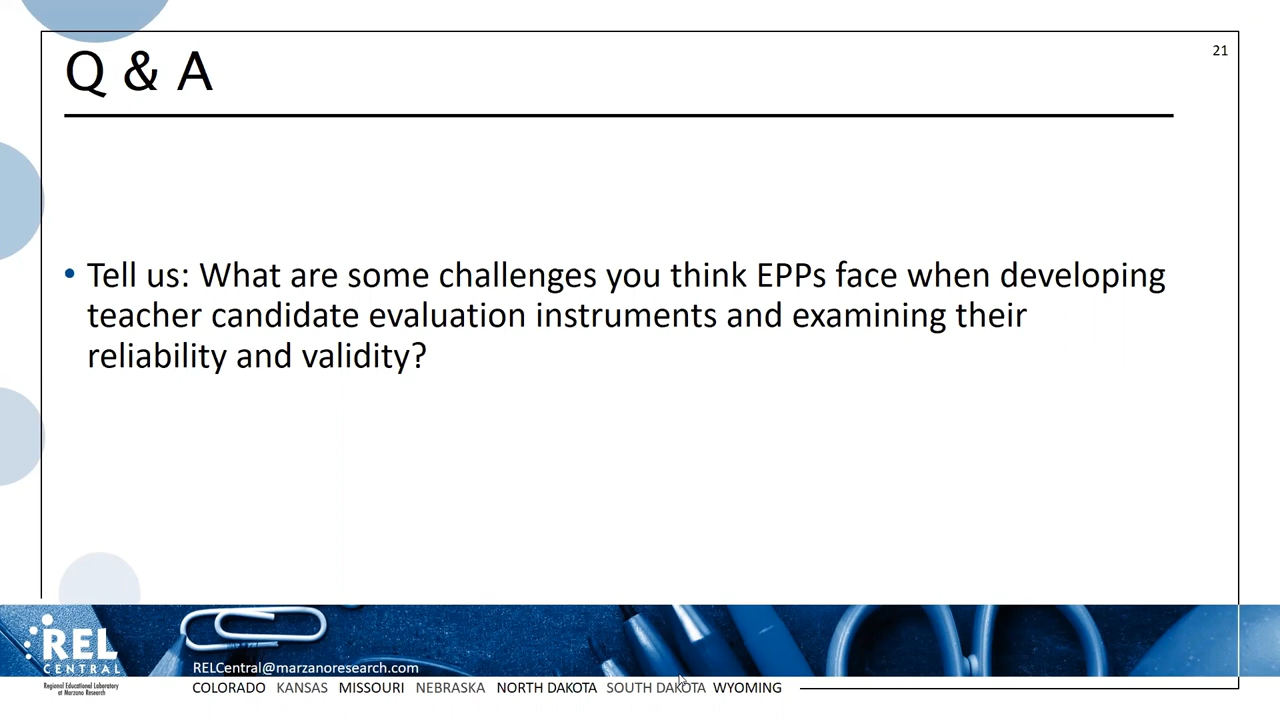 21
Q & A
• Tell us: What are some challenges you think EPPs face when developing
teacher candidate evaluation instruments and examining their
reliability and validity?
REL
CENTRAL
Regional Educational Laboratory
at Marzano Research
RELCentral@marzanoresearch.com
COLORADO KANSAS MISSOURI NEBRASKA NORTH DAKOTA SOUTH DAKOTA WYOMING